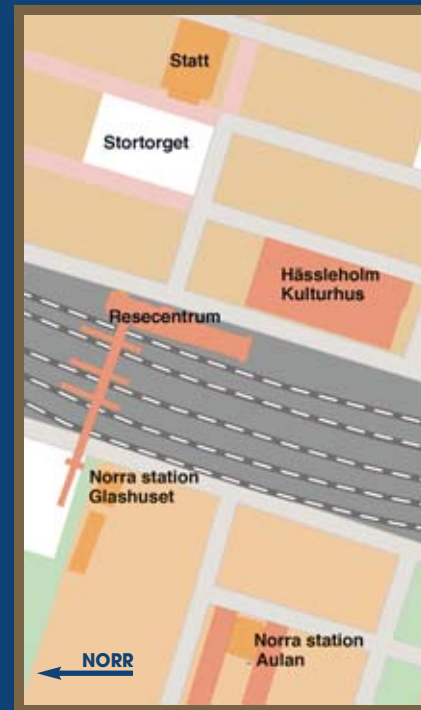 Statt
Stortorget
Hässleholm
Kulturhus
Resecentrum
Norra station
Glashuset
Norra station
Aulan
NORR